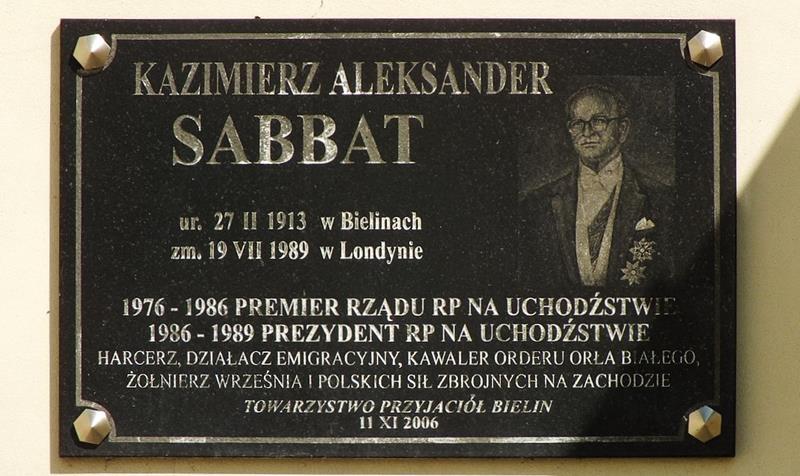 KAZIMIERZ ALEKSANDER
SABBAT
ur. 27 II 1913 w Bielinach
zm. 19 VII 1989 w Londynie
1976 - 1986 PREMIER RZĄDU RP NA UCHODŹSTWIE
1986 - 1989 PREZYDENT RP NA UCHODŹSTWIE
HARCERZ, DZIAŁACZ EMIGRACYJNY, KAWALER ORDERU ORŁA BIAŁEGO,
ŻOŁNIERZ WRZEŚNIA I POLSKICH SIŁ ZBROJNYCH NA ZACHODZIE
TOWARZYSTWO PRZYJACIÓŁ BIELIN
11 XI 2006